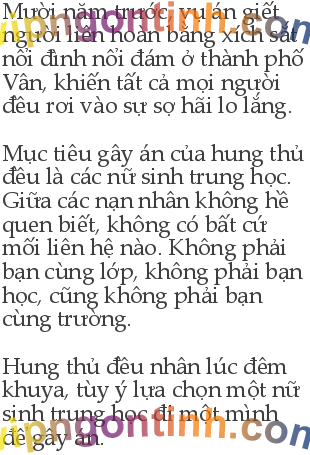 Mười năm trước, vụ án giết
người liên hoàn bằng xích sắt
nổi đình nổi đám ở thành phố
Vân, khiến tất cả mọi người
đều rơi vào sự sợ hãi lo lắng.
Mục tiêu gây án của hung thủ
đều là các nữ sinh trung học.
Giữa các nạn nhân không hề
quen biết, không có bất cứ
mối liên hệ nào. Không phải
bạn cùng lớp, không phải bạn
học, cũng không phải bạn
cùng trường.
Hung thủ đều nhân lúc đêm
khuya, tùy ý lựa chọn một nữ
sinh trung học đi một mình
để gây án.
vipngontinh.com
vipngontinh.com